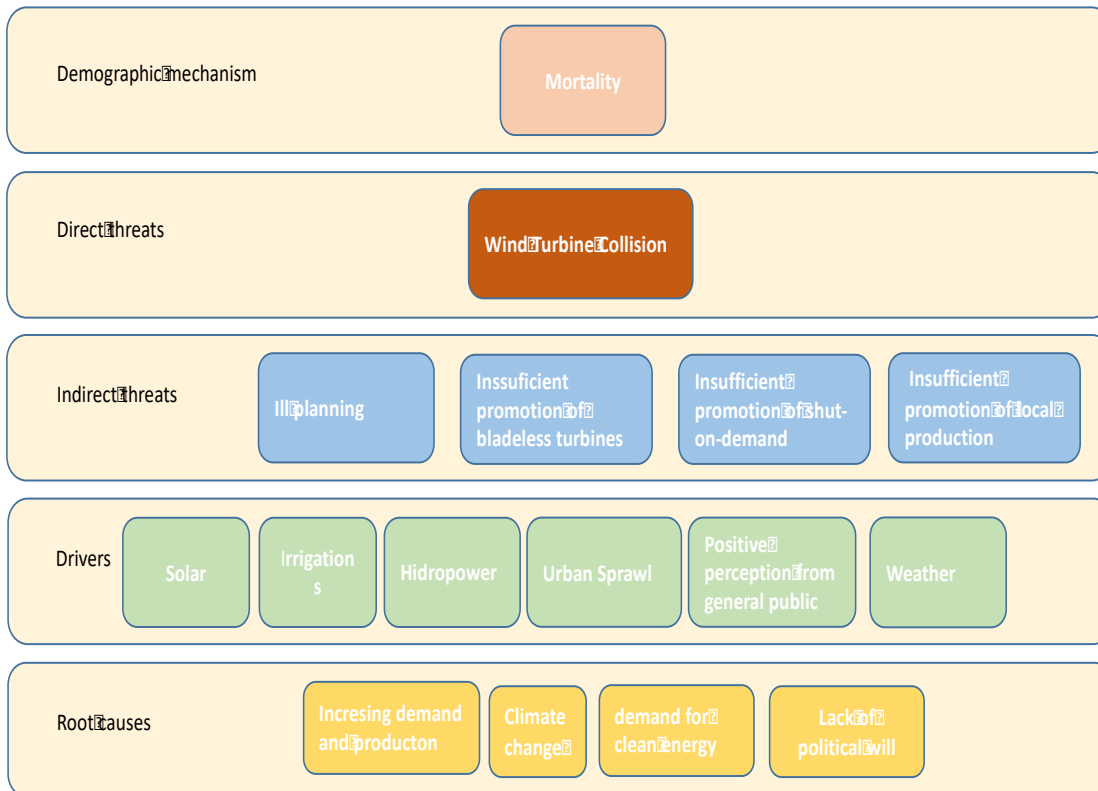 Demographic mechanism
Mortality
Direct threats
Wind Turbine Collision
Indirect threats
Ill planning
Inssuficient
promotion of
bladeless turbines
Insufficient
promotion of shut-
on-demand
Insufficient
promotion of local
production
Drivers
Solar
Irrigation
s
Hidropower
Urban Sprawl
Positive
perception from
general public
Weather
Root causes
Incresing demand
and producton
Climate
change
demand for
clean energy
Lack of
political will